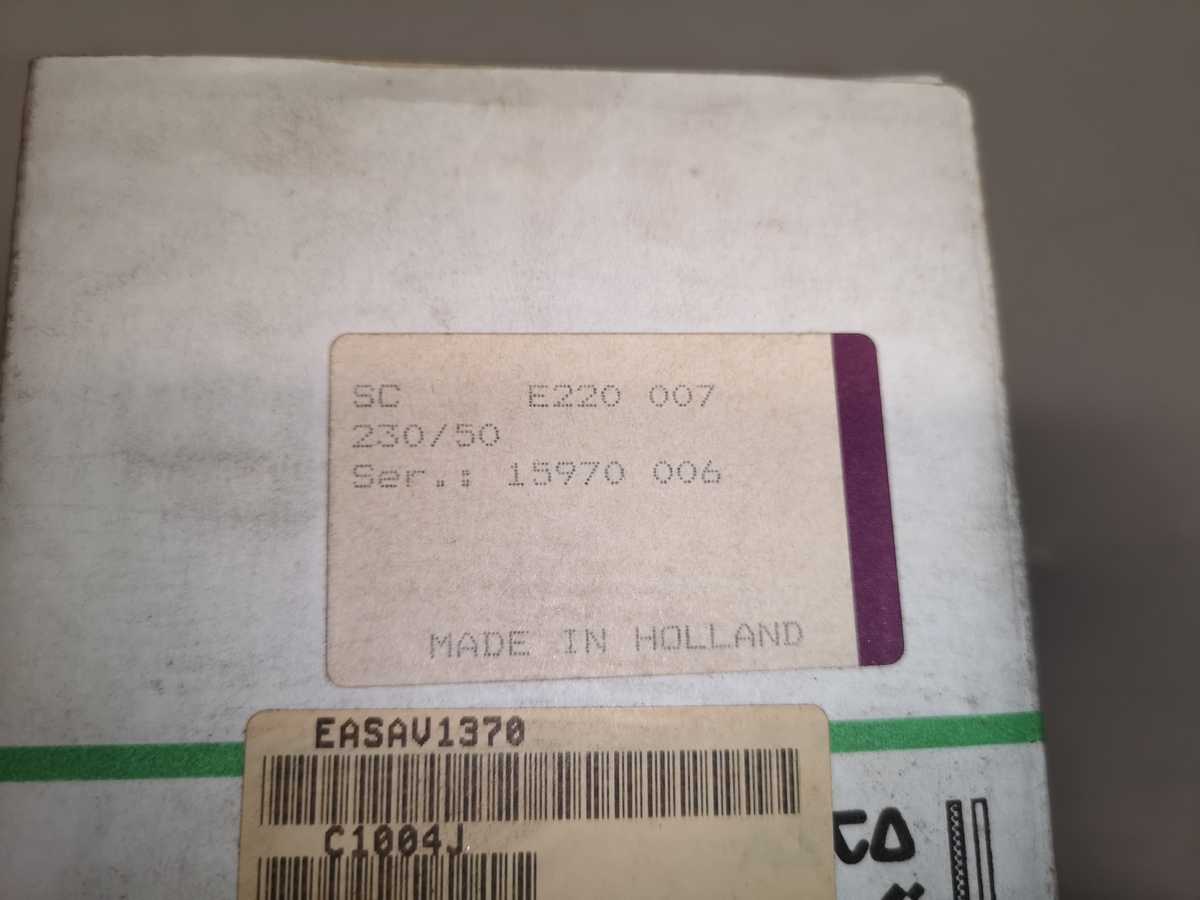 SC E220 007
230/50
Ser.: 15970 006
MADE IN HOLLAND
EASAV1370
C1004J